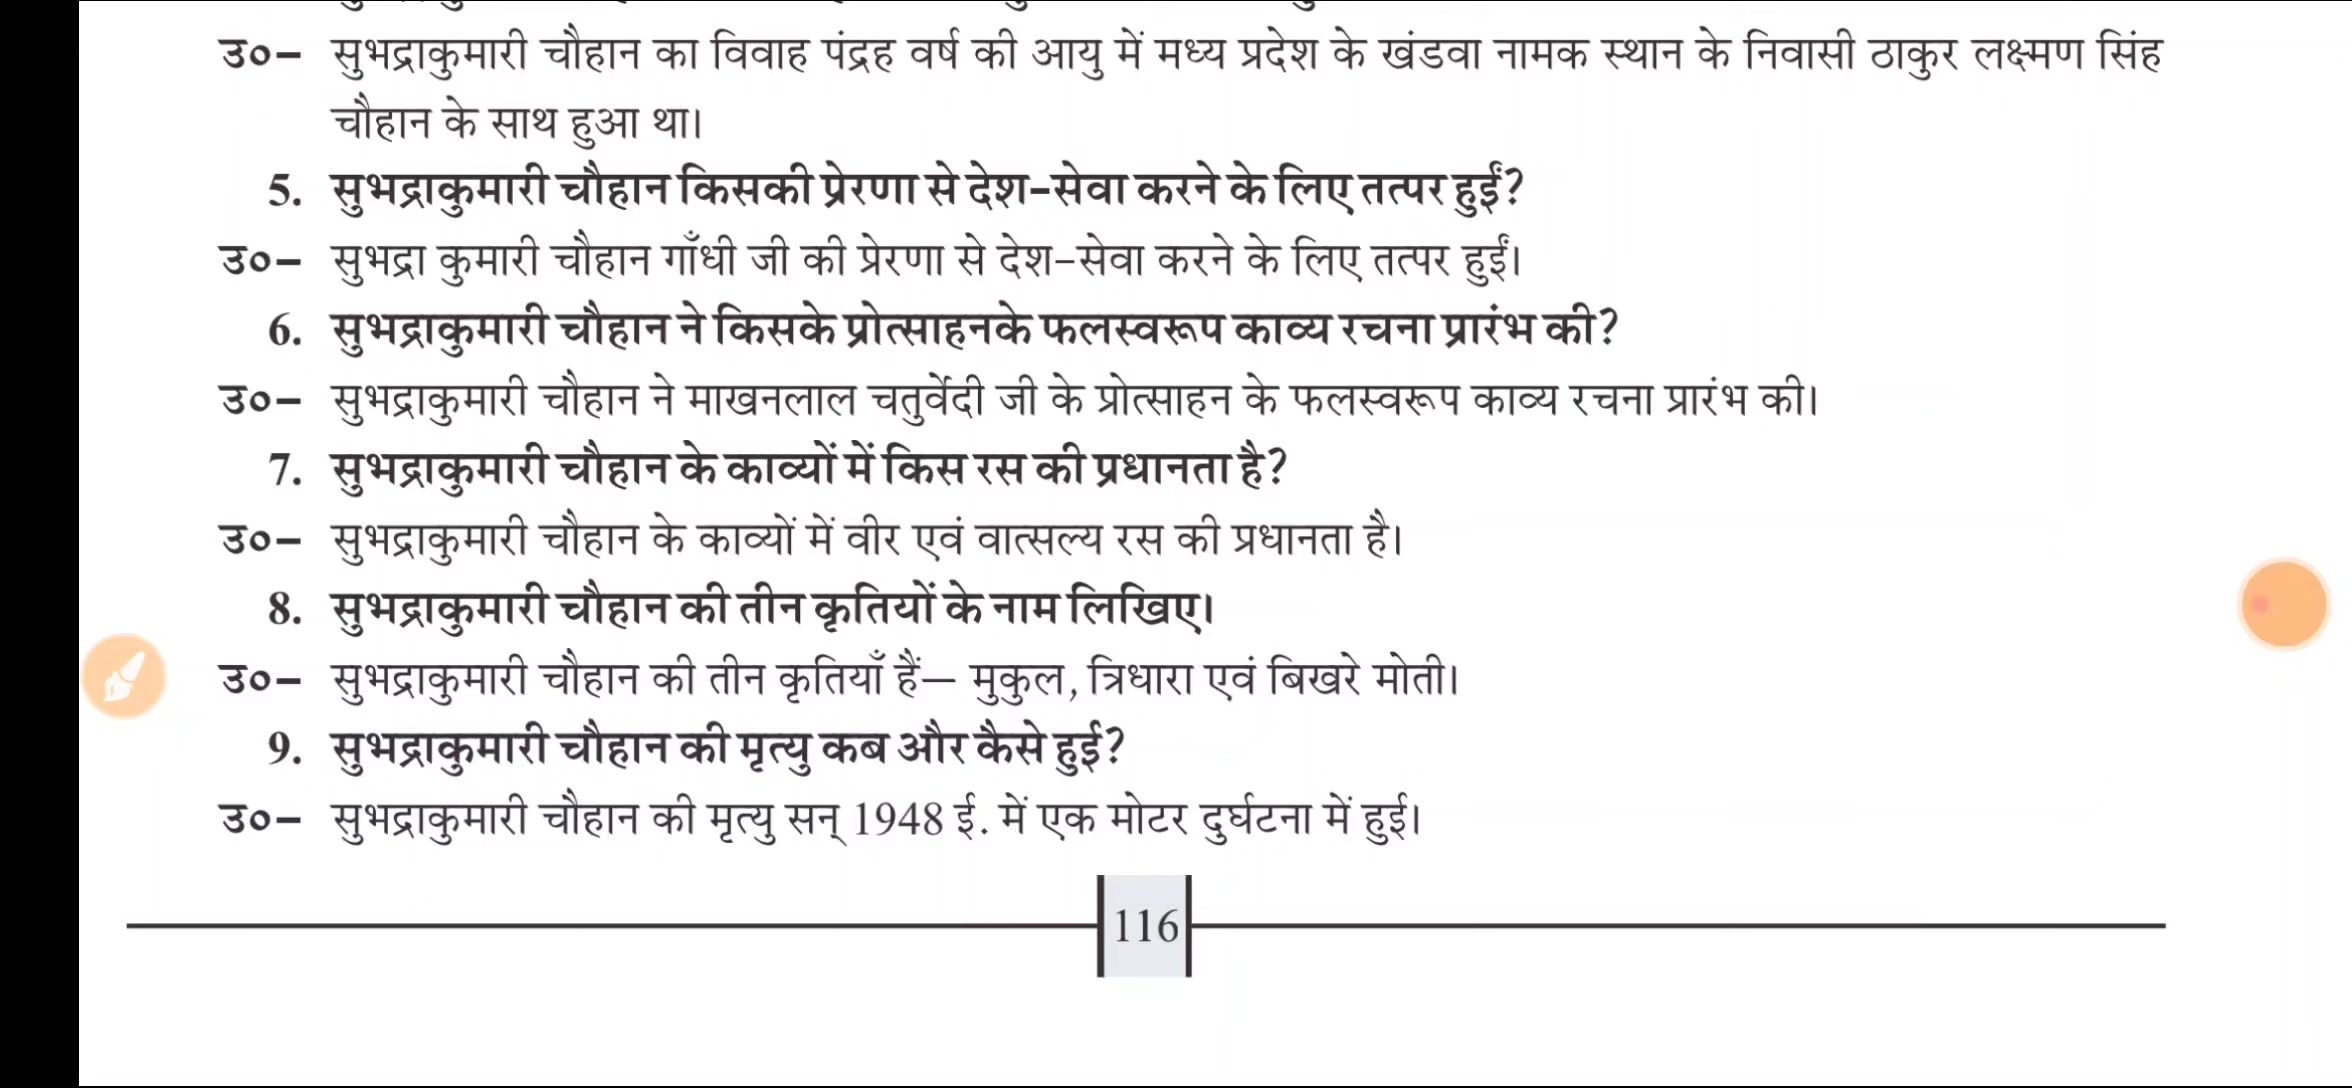 उ०– सुभद्राकुमारी चौहान का विवाह पंद्रह वर्ष की आयु में मध्य प्रदेश के खंडवा नामक स्थान के निवासी ठाकुर लक्ष्मण सिंह
चौहान के साथ हुआ था।
5. सुभद्राकुमारी चौहान किसकी प्रेरणा से देश-सेवा करने के लिए तत्पर हुईं?
उ०– सुभद्रा कुमारी चौहान गाँधी जी की प्रेरणा से देश-सेवा करने के लिए तत्पर हुईं।
6. सुभद्राकुमारी चौहान ने किसके प्रोत्साहनके फलस्वरूप काव्य रचना प्रारंभ की?
उ०– सुभद्राकुमारी चौहान ने माखनलाल चतुर्वेदी जी के प्रोत्साहन के फलस्वरूप काव्य रचना प्रारंभ की।
7. सुभद्राकुमारी चौहान के काव्यों में किस रस की प्रधानता है?
उ०– सुभद्राकुमारी चौहान के काव्यों में वीर एवं वात्सल्य रस की प्रधानता है।
8. सुभद्राकुमारी चौहान की तीन कृतियों के नाम लिखिए।
उ०– सुभद्राकुमारी चौहान की तीन कृतियाँ हैं— मुकुल, त्रिधारा एवं बिखरे मोती।
9. सुभद्राकुमारी चौहान की मृत्यु कब और कैसे हुई?
उ०– सुभद्राकुमारी चौहान की मृत्यु सन् 1948 ई. में एक मोटर दुर्घटना में हुई।
116